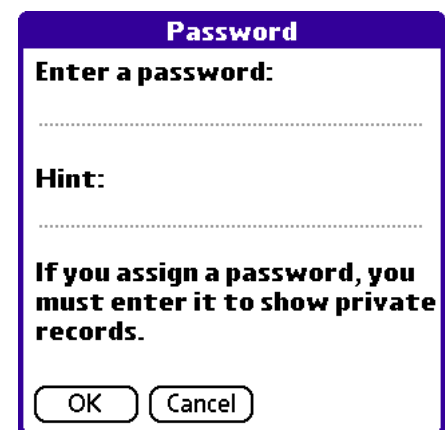 Password
Enter a password:
Hint:
If you assign a password, you
must enter it to show private
records.
OK Cancel